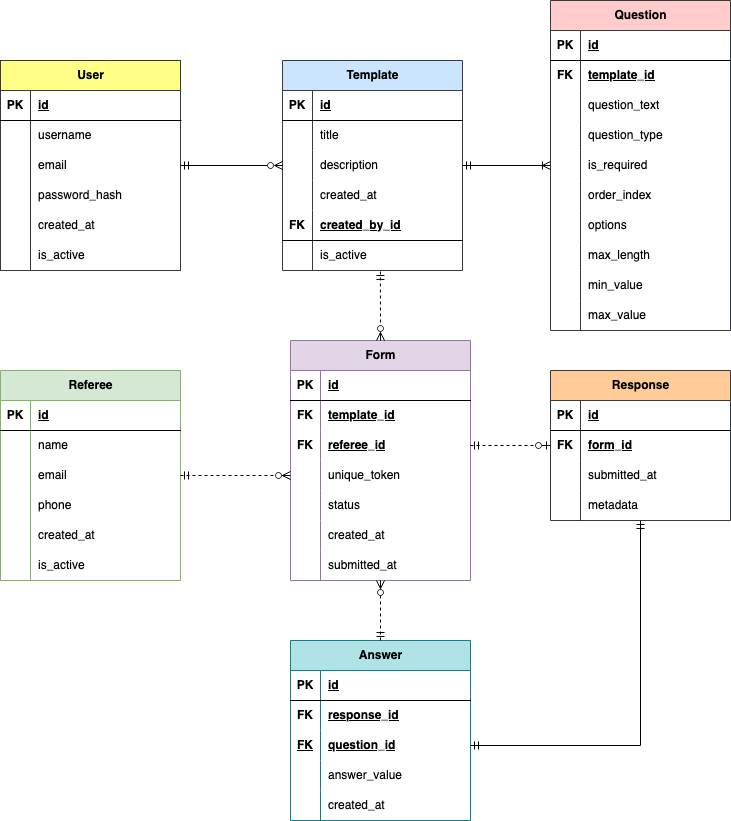 User
PK id
username
email
password_hash
created_at
is_active
Template
PK id
title
description
created_at
FK created_by_id
is_active
Question
PK id
FK template_id
question_text
question_type
is_required
order_index
options
max_length
min_value
max_value
Referee
PK id
name
email
phone
created_at
is_active
Form
PK id
FK template_id
FK referee_id
unique_token
status
created_at
submitted_at
Response
PK id
FK form_id
submitted_at
metadata
Answer
PK id
FK response_id
FK question_id
answer_value
created_at